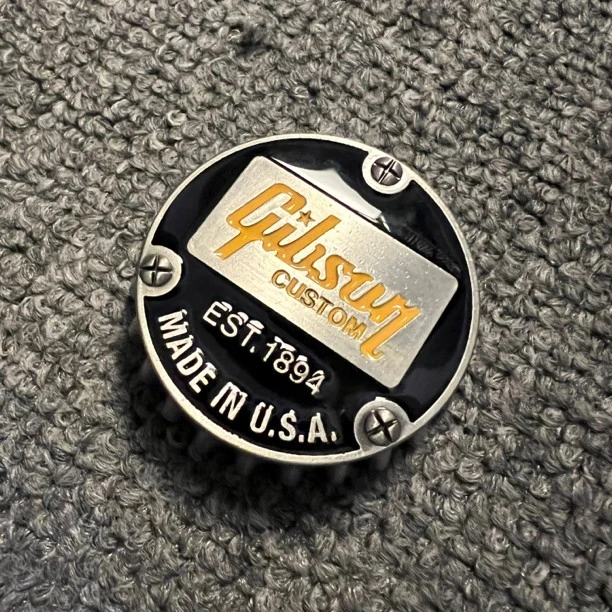 Gibson
CUSTOM
EST. 1894
MADE IN U.S.A.